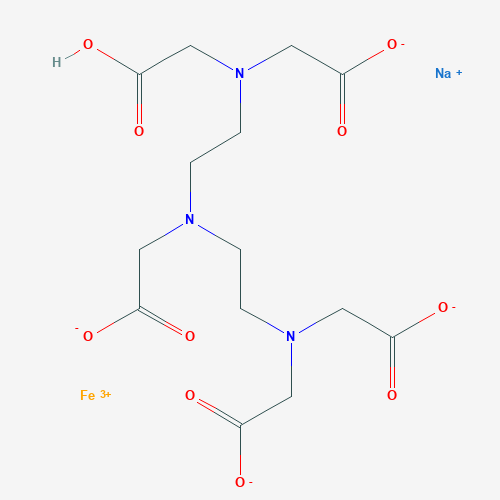 O O -
H N Na +
O O
N
O -
- O O N
Fe 3+ O O
O -